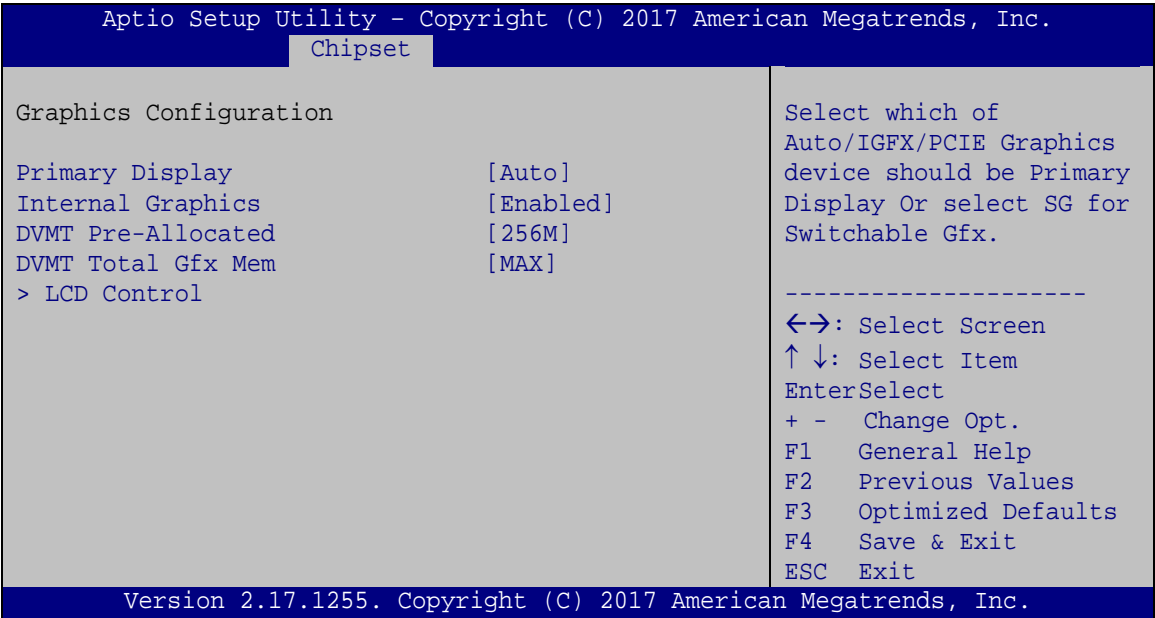 Aptio Setup Utility – Copyright (C) 2017 American Megatrends, Inc.
Chipset
Graphics Configuration
Primary Display [Auto]
Internal Graphics [Enabled]
DVMT Pre-Allocated [256M]
DVMT Total Gfx Mem [MAX]
> LCD Control
Select which of
Auto/IGFX/PCIE Graphics
device should be Primary
Display Or select SG for
Switchable Gfx.
---------------------
←→: Select Screen
↑ ↓: Select Item
EnterSelect
+ - Change Opt.
F1 General Help
F2 Previous Values
F3 Optimized Defaults
F4 Save & Exit
ESC Exit
Version 2.17.1255. Copyright (C) 2017 American Megatrends, Inc.